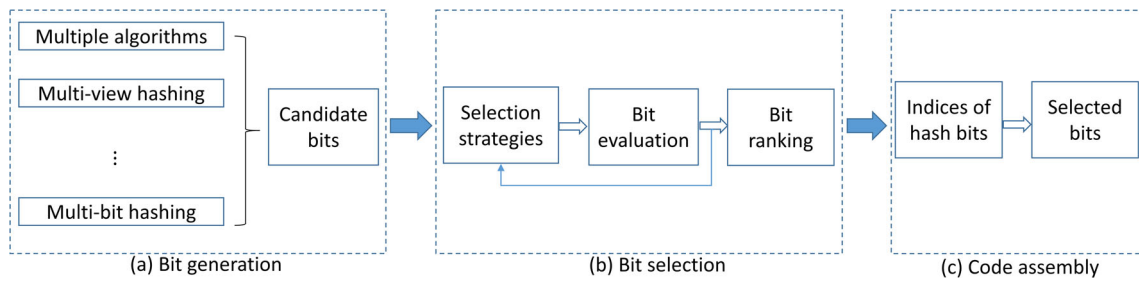 Multiple algorithms
Multi-view hashing
⋮
Multi-bit hashing
Candidate
bits
(a) Bit generation
Selection
strategies
Bit
evaluation
Bit
ranking
(b) Bit selection
Indices of
hash bits
Selected
bits
(c) Code assembly